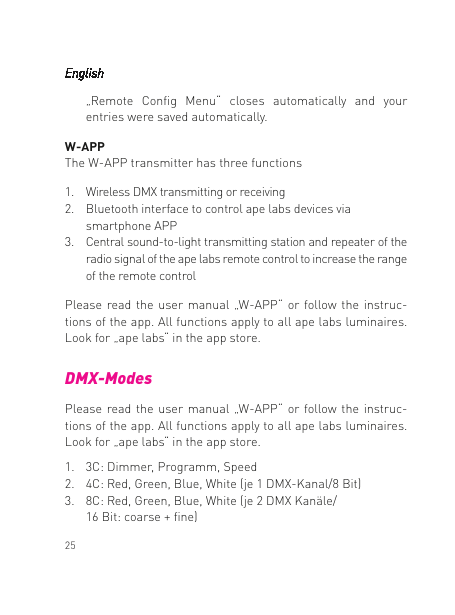 English
„Remote Config Menu“ closes automatically and your
entries were saved automatically.
W-APP
The W-APP transmitter has three functions
1. Wireless DMX transmitting or receiving
2. Bluetooth interface to control ape labs devices via
smartphone APP
3. Central sound-to-light transmitting station and repeater of the
radio signal of the ape labs remote control to increase the range
of the remote control
Please read the user manual „W-APP“ or follow the instruc-
tions of the app. All functions apply to all ape labs luminaires.
Look for „ape labs“ in the app store.
DMX-Modes
Please read the user manual „W-APP“ or follow the instruc-
tions of the app. All functions apply to all ape labs luminaires.
Look for „ape labs“ in the app store.
1. 3C: Dimmer, Programm, Speed
2. 4C: Red, Green, Blue, White (je 1 DMX-Kanal/8 Bit)
3. 8C: Red, Green, Blue, White (je 2 DMX Kanäle/
16 Bit: coarse + fine)
25